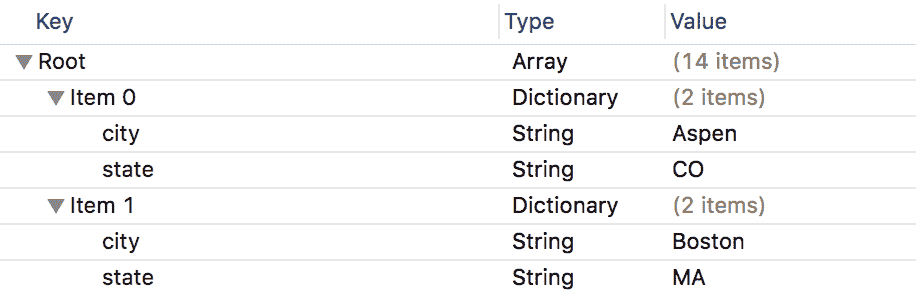 Key Type Value
Root Array (14 items)
Item 0 Dictionary (2 items)
city String Aspen
state String CO
Item 1 Dictionary (2 items)
city String Boston
state String MA